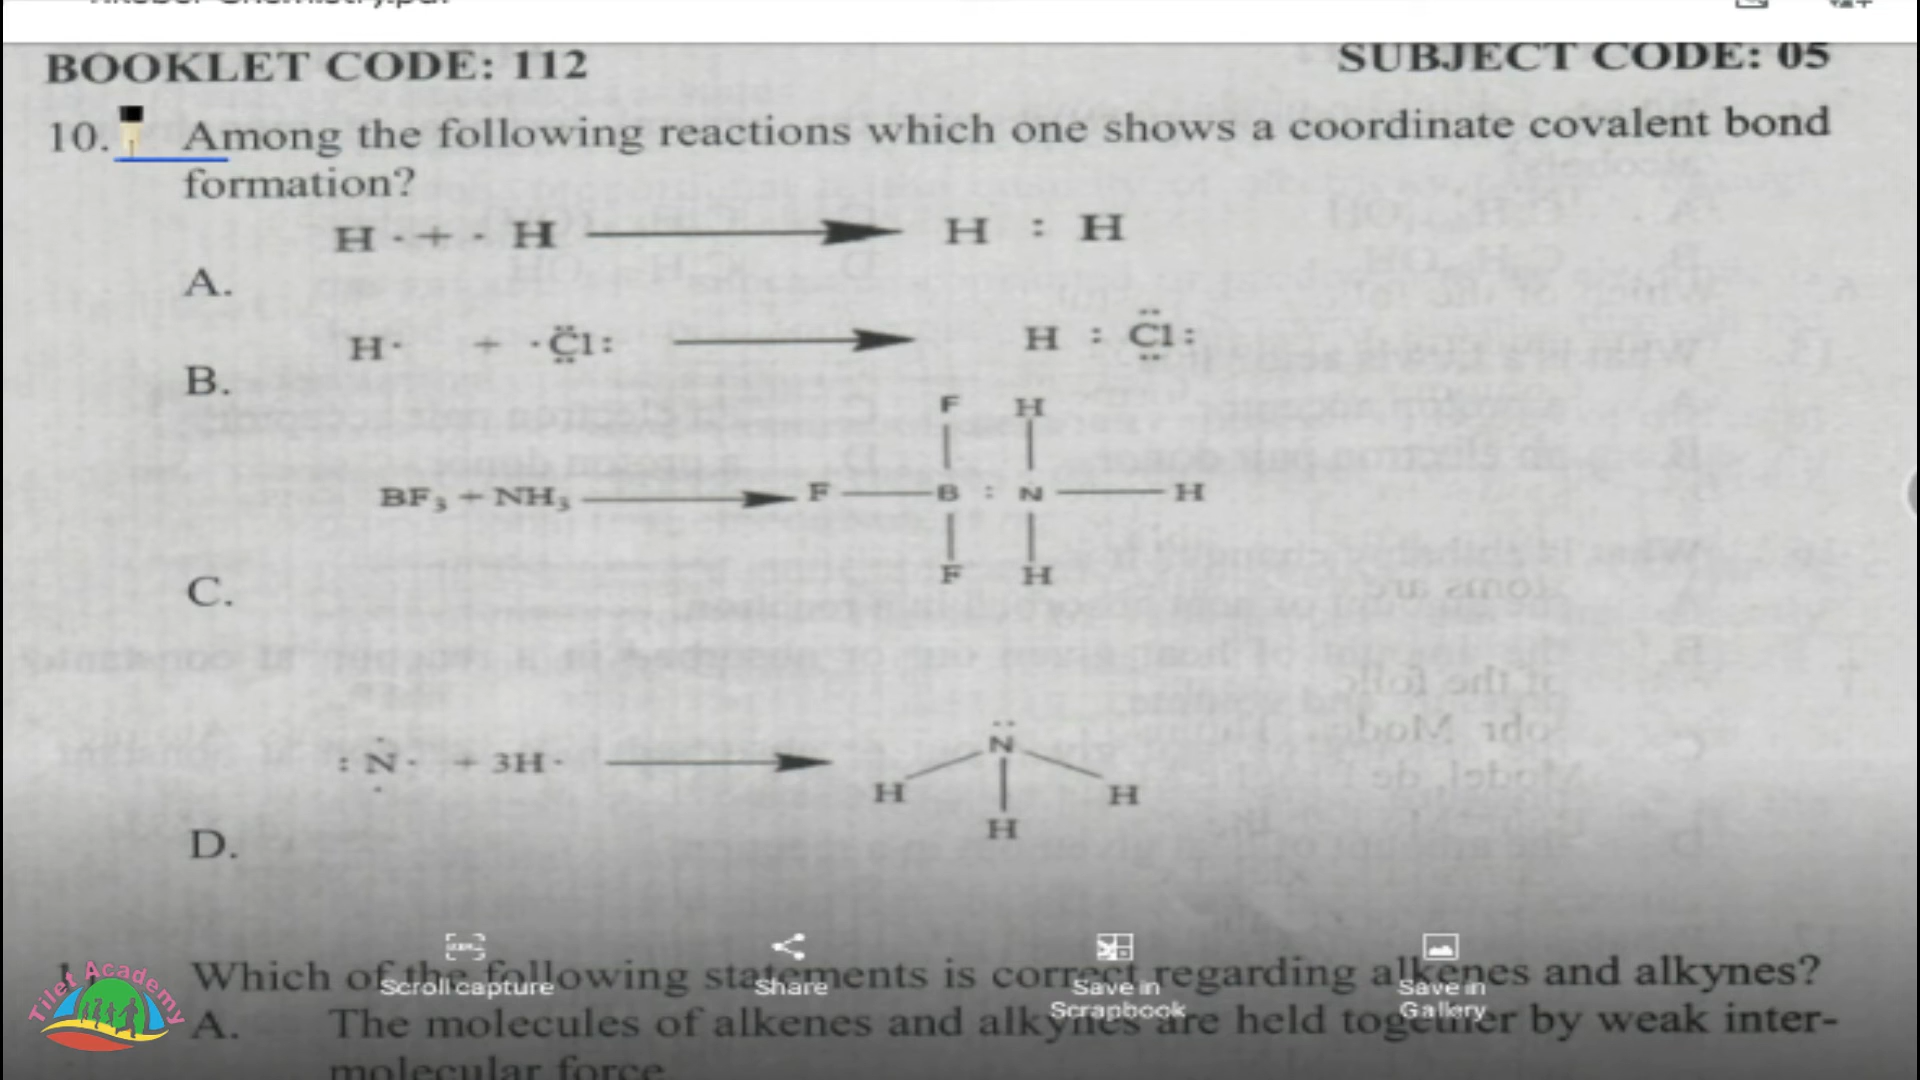 BOOKLET CODE: 112
SUBJECT CODE: 05
10. Among the following reactions which one shows a coordinate covalent bond
formation?
H · + · H ⟶ H : H
A.
H· + ·C̈l: ⟶ H : C̈l:
B.
F H
BF₃ + NH₃ ⟶ F — B : N — H
F H
C.
: N · + 3H · ⟶ N
H H
H
D.
Which of the following statements is correct regarding alkenes and alkynes?
Scroll capture Share Save in Scrapbook Save in Gallery
A. The molecules of alkenes and alkynes are held together by weak inter-
molecular force
Tilet Academy